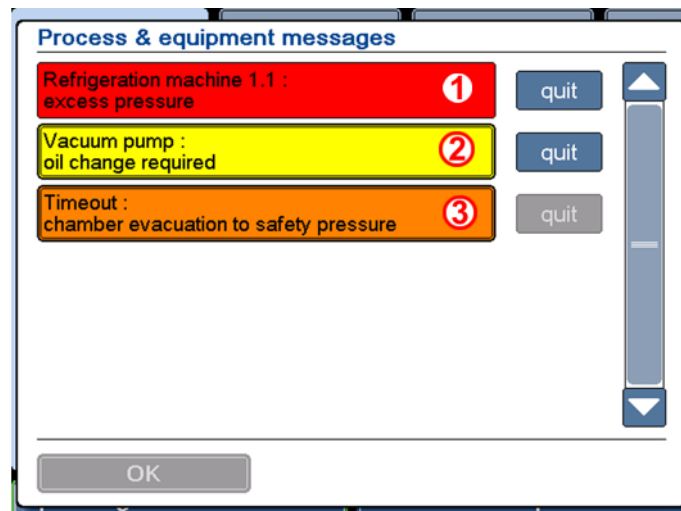 Process & equipment messages
Refrigeration machine 1.1 :
excess pressure
1
quit
Vacuum pump :
oil change required
2
quit
Timeout :
chamber evacuation to safety pressure
3
quit
OK